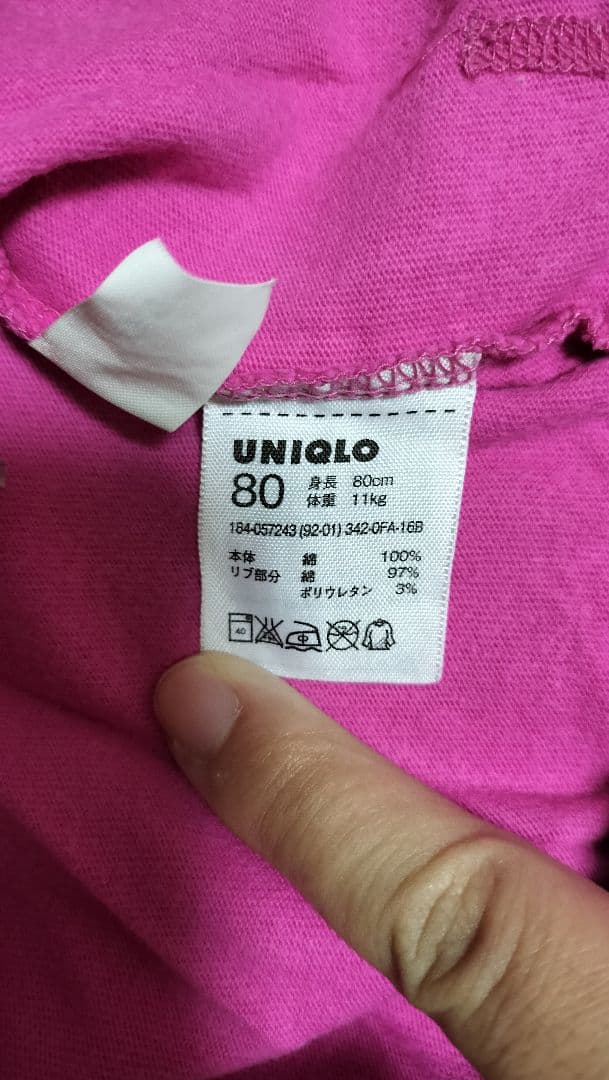 UNIQLO
80 身長 80cm
体重 11kg
184-057243 (92-01) 342-0FA-16B
本体 綿 100%
リブ部分 綿 97%
ポリウレタン 3%
40